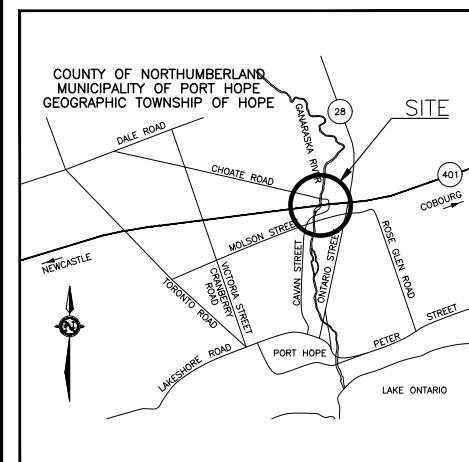 COUNTY OF NORTHUMBERLAND
MUNICIPALITY OF PORT HOPE
GEOGRAPHIC TOWNSHIP OF HOPE
SITE
28
GANARASKA RIVER
DALE ROAD
CHOATE ROAD
401
COBOURG
MOLSON STREET
NEWCASTLE
TORONTO ROAD
VICTORIA STREET
CRANBERRY
ROAD
CAVAN STREET
ONTARIO STREET
ROSE GLEN ROAD
LAKESHORE ROAD
PORT HOPE
PETER
STREET
LAKE ONTARIO